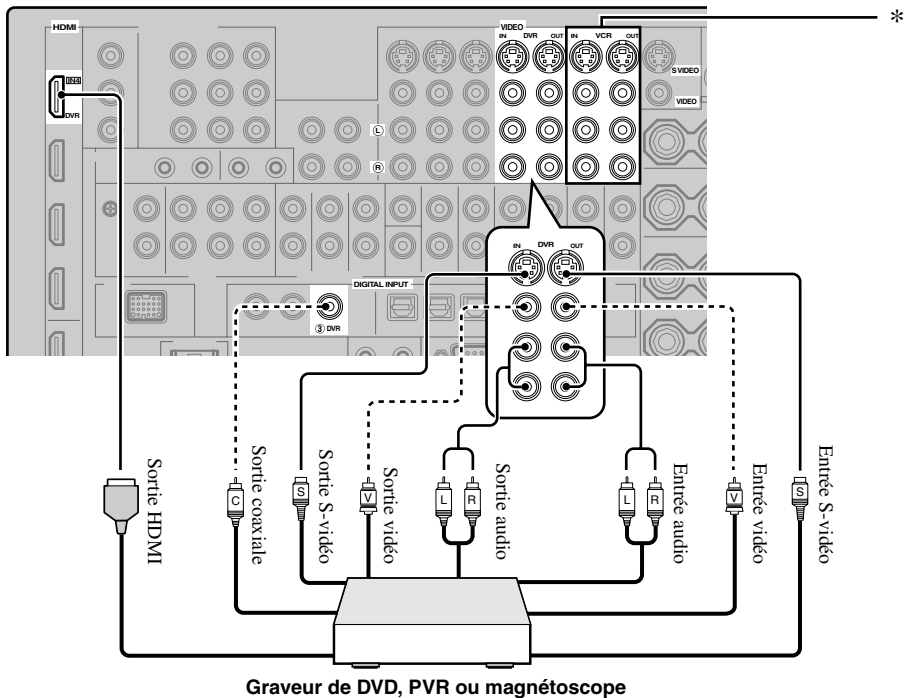 *
HDMI
VIDEO
IN DVR OUT
IN VCR OUT
S VIDEO
VIDEO
IN4
DVR
L
R
IN DVR OUT
DIGITAL INPUT
③ DVR
Sortie HDMI
C
Sortie coaxiale
S
Sortie S-vidéo
V
Sortie vidéo
L R
Sortie audio
L R
Entrée audio
V
Entrée vidéo
S
Entrée S-vidéo
Graveur de DVD, PVR ou magnétoscope